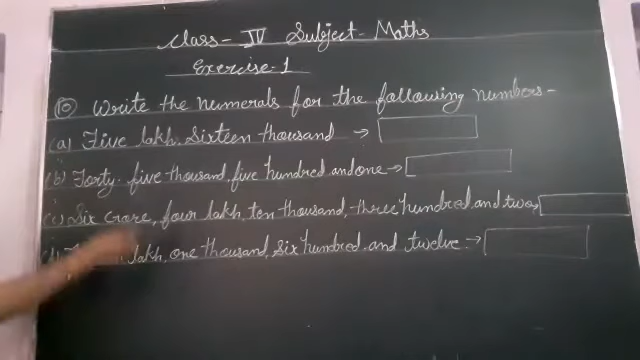 Class - IV Subject - Maths
Exercise - 1
10 Write the numerals for the following numbers -
(a) Five lakh, Sixteen thousand →
(b) Forty-five thousand, five hundred and one →
(c) Six Crore, four lakh, ten thousand, three hundred and two,
(d) lakh, one thousand, Six hundred and twelve →